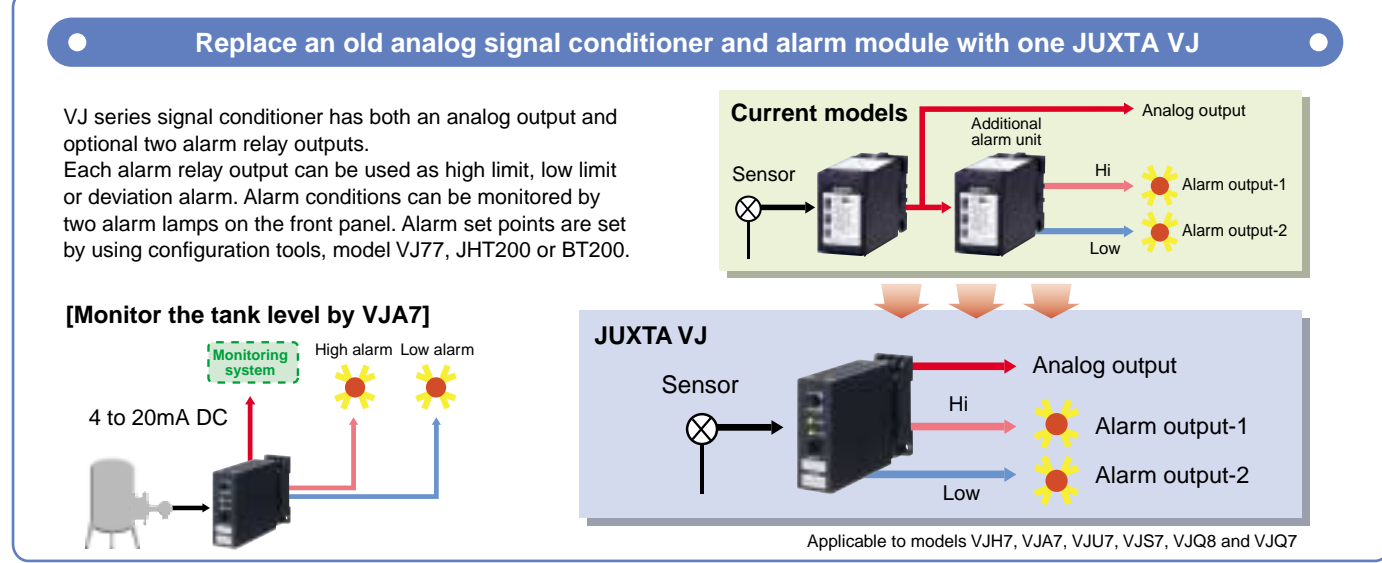 Replace an old analog signal conditioner and alarm module with one JUXTA VJ
VJ series signal conditioner has both an analog output and
optional two alarm relay outputs.
Each alarm relay output can be used as high limit, low limit
or deviation alarm. Alarm conditions can be monitored by
two alarm lamps on the front panel. Alarm set points are set
by using configuration tools, model VJ77, JHT200 or BT200.
[Monitor the tank level by VJA7]
Monitoring
system
High alarm
Low alarm
4 to 20mA DC
Current models
Analog output
Additional
alarm unit
Sensor
Hi
Alarm output-1
Alarm output-2
Low
JUXTA VJ
Analog output
Sensor
Hi
Alarm output-1
Alarm output-2
Low
Applicable to models VJH7, VJA7, VJU7, VJS7, VJQ8 and VJQ7